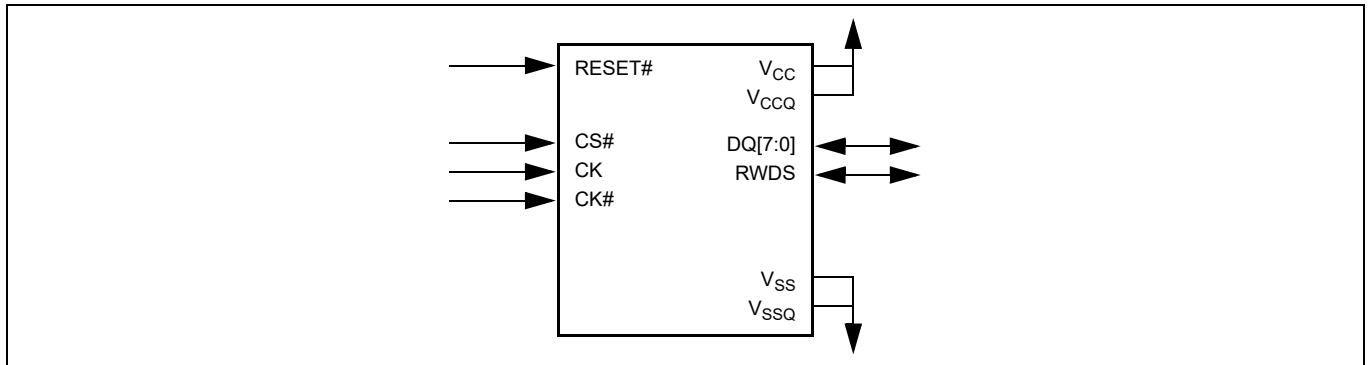 RESET#
CS#
CK
CK#
VCC
VCCQ
DQ[7:0]
RWDS
VSS
VSSQ